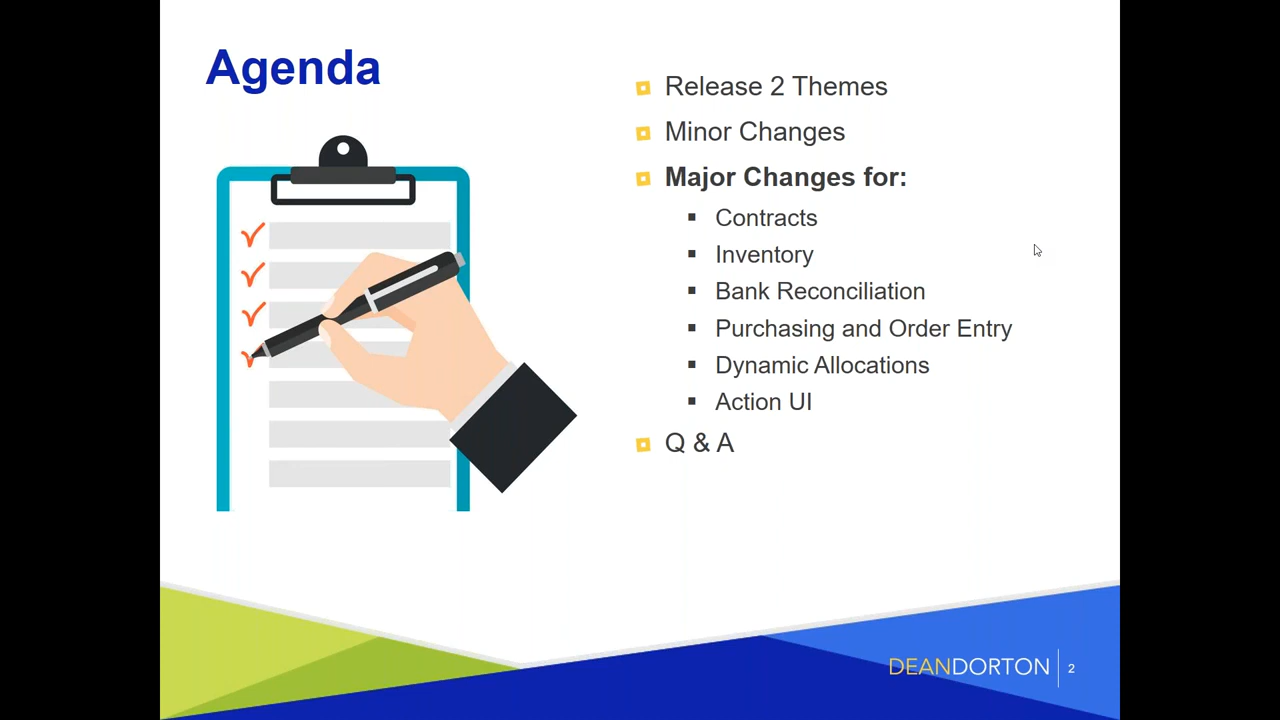 Agenda
Release 2 Themes
Minor Changes
Major Changes for:
Contracts
Inventory
Bank Reconciliation
Purchasing and Order Entry
Dynamic Allocations
Action UI
Q & A
DEANDORTON
2